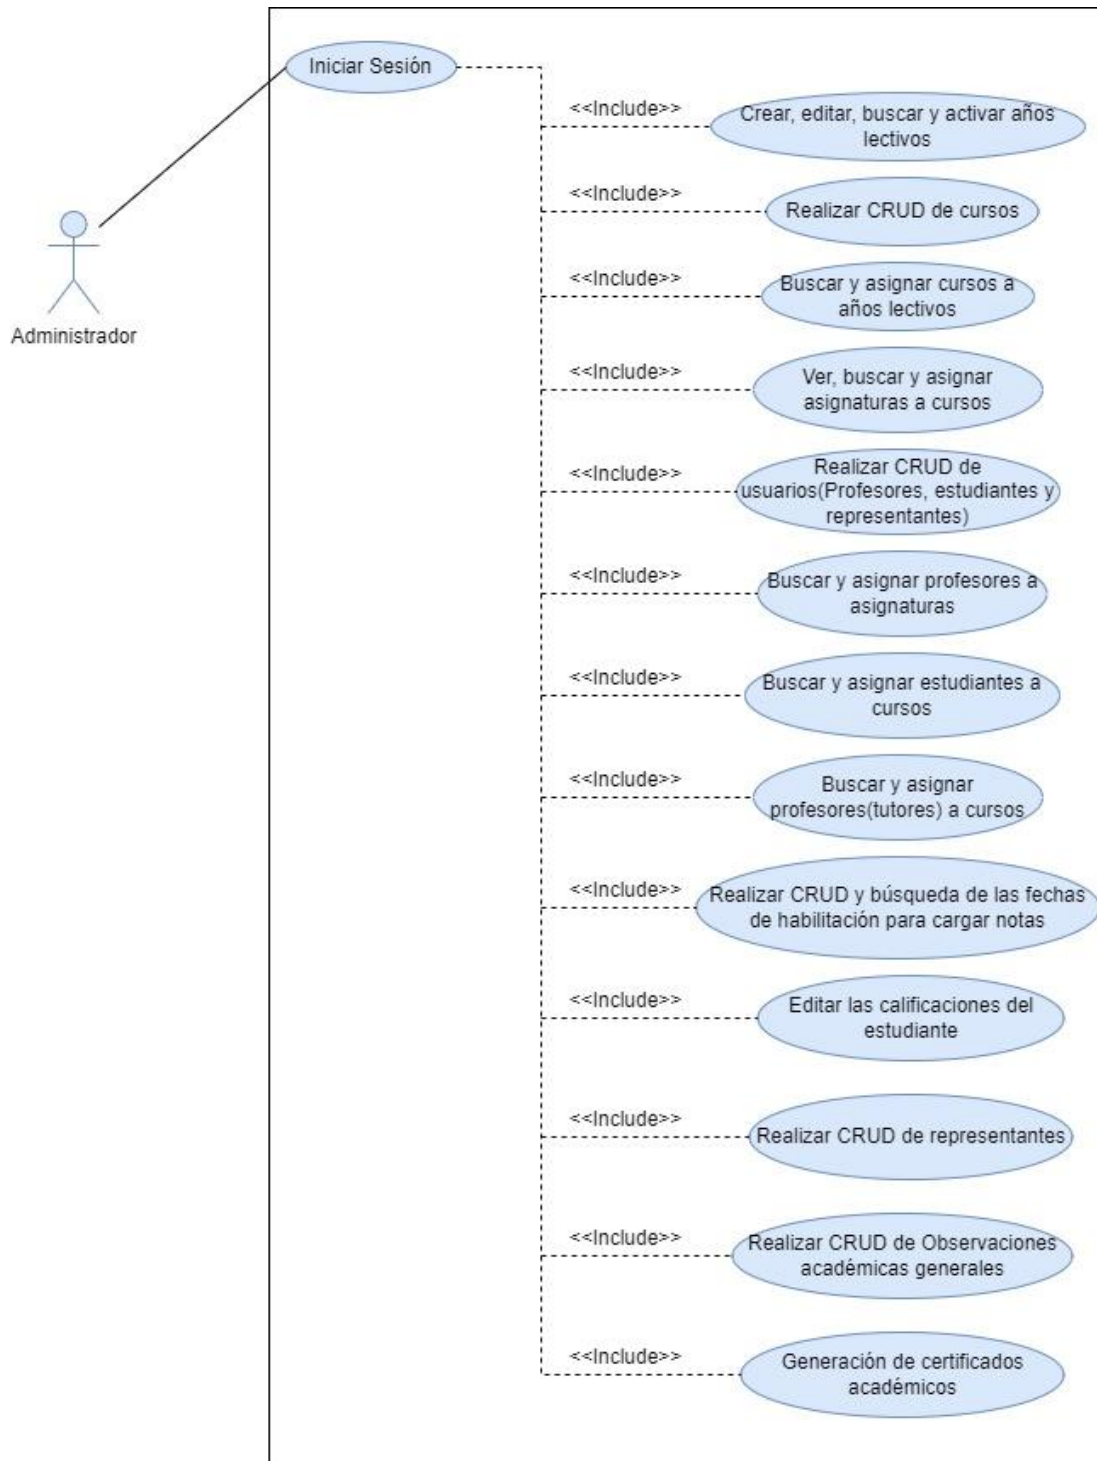 Iniciar Sesión
<<Include>>
Crear, editar, buscar y activar años
lectivos
<<Include>>
Realizar CRUD de cursos
<<Include>>
Buscar y asignar cursos a
años lectivos
Administrador
<<Include>>
Ver, buscar y asignar
asignaturas a cursos
<<Include>>
Realizar CRUD de
usuarios(Profesores, estudiantes y
representantes)
<<Include>>
Buscar y asignar profesores a
asignaturas
<<Include>>
Buscar y asignar estudiantes a
cursos
<<Include>>
Buscar y asignar
profesores(tutores) a cursos
<<Include>>
Realizar CRUD y búsqueda de las fechas
de habilitación para cargar notas
<<Include>>
Editar las calificaciones del
estudiante
<<Include>>
Realizar CRUD de representantes
<<Include>>
Realizar CRUD de Observaciones
académicas generales
<<Include>>
Generación de certificados
académicos